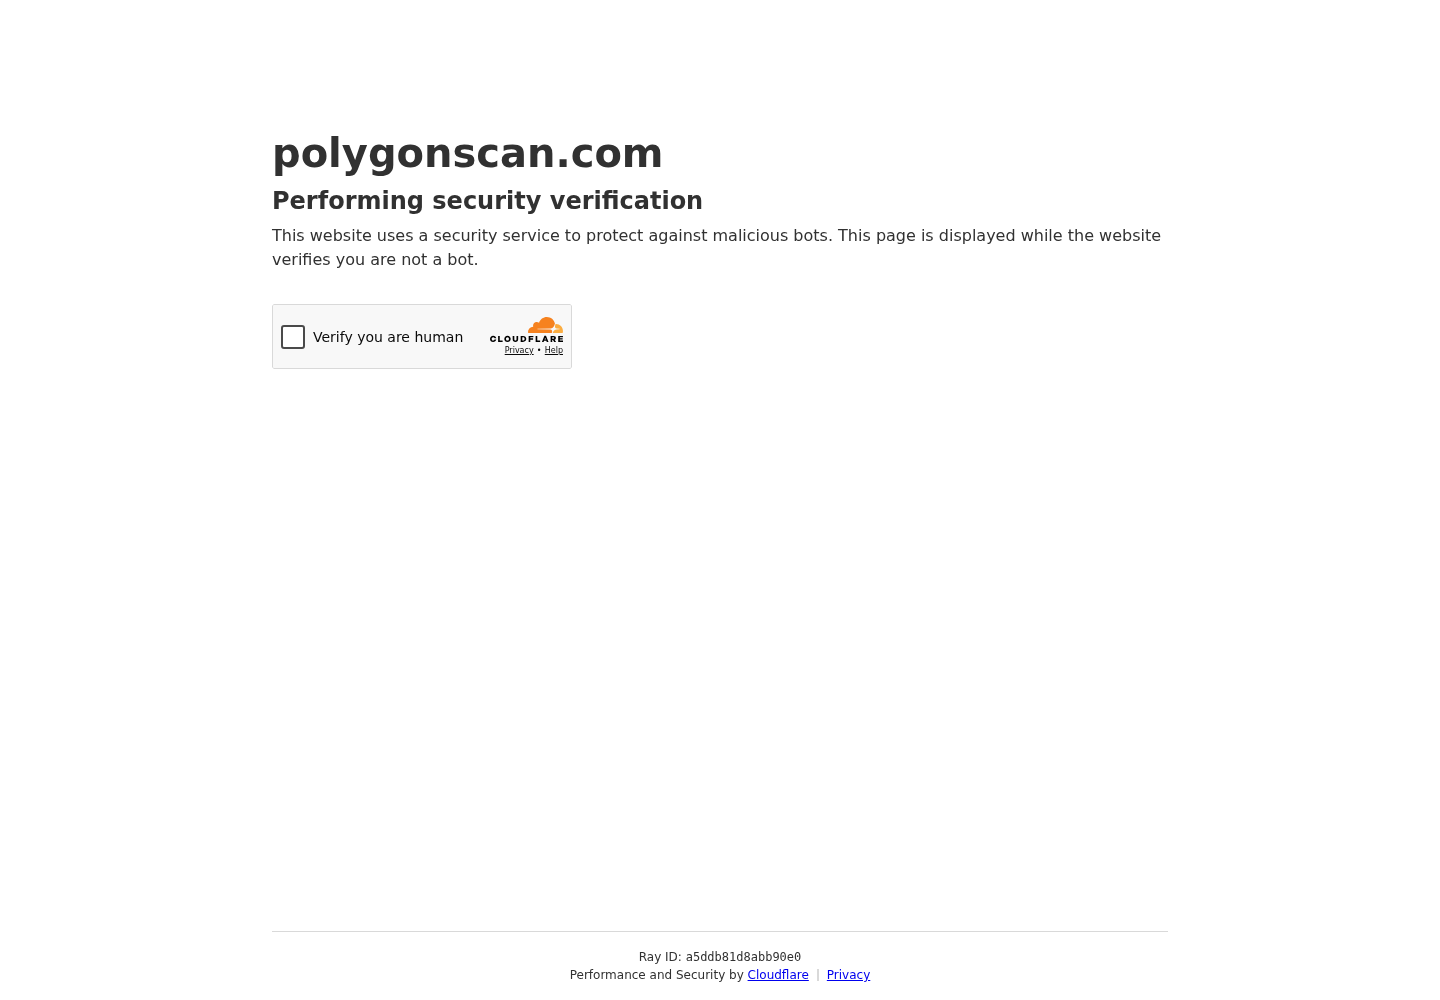 polygonscan.com
Performing security verification
This website uses a security service to protect against malicious bots. This page is displayed while the website
verifies you are not a bot.
Verify you are human
CLOUDFLARE
Privacy • Help
Ray ID: a5ddb81d8abb90e0
Performance and Security by Cloudflare | Privacy